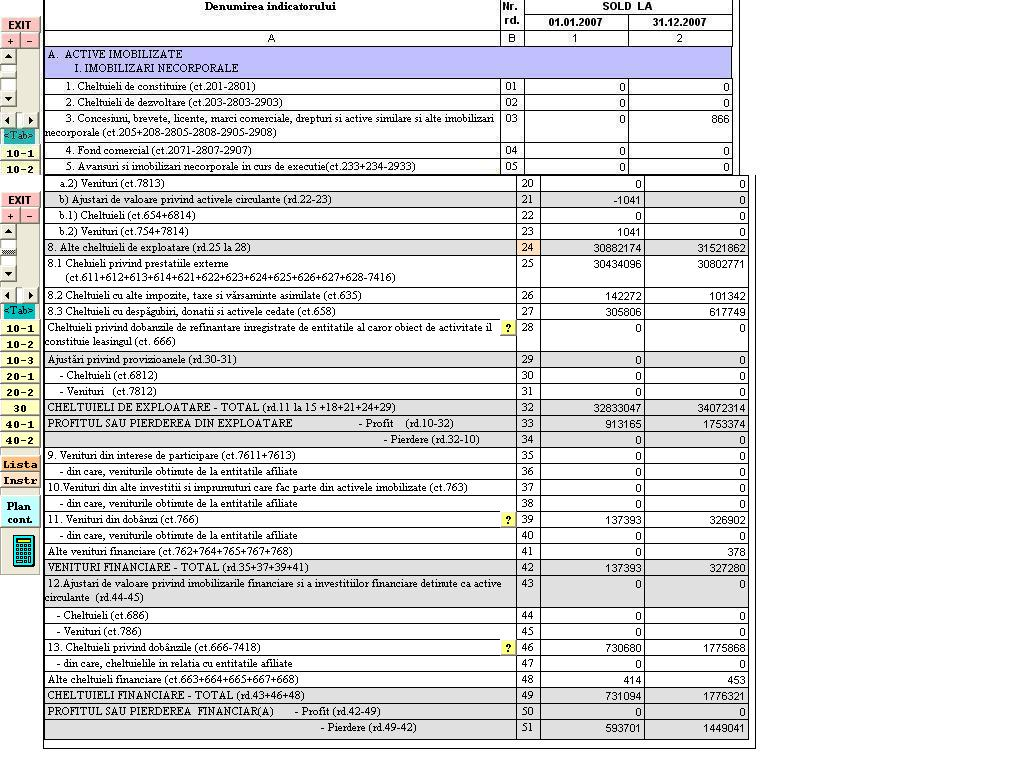 Denumirea indicatorului Nr. rd. SOLD LA
01.01.2007 31.12.2007
A B 1 2
A. ACTIVE IMOBILIZATE
I. IMOBILIZARI NECORPORALE
1. Cheltuieli de constituire (ct.201-2801) 01 0 0
2. Cheltuieli de dezvoltare (ct.203-2803-2903) 02 0 0
3. Concesiuni, brevete, licente, marci comerciale, drepturi si active similare si alte imobilizari 03 0 866
necorporale (ct.205+208-2805-2808-2905-2908)
4. Fond comercial (ct.2071-2807-2907) 04 0 0
5. Avansuri si imobilizari necorporale in curs de executie(ct.233+234-2933) 05 0 0
a.2) Venituri (ct.7813) 20 0 0
b) Ajustari de valoare privind activele circulante (rd.22-23) 21 -1041 0
b.1) Cheltuieli (ct.654+6814) 22 0 0
b.2) Venituri (ct.754+7814) 23 1041 0
8. Alte cheltuieli de exploatare (rd.25 la 28) 24 30882174 31521862
8.1 Cheluieli privind prestatiile externe 25 30434096 30802771
(ct.611+612+613+614+621+622+623+624+625+626+627+628-7416)
8.2 Cheltuieli cu alte impozite, taxe si vărsaminte asimilate (ct.635) 26 142272 101342
8.3 Cheltuieli cu despăgubiri, donatii si activele cedate (ct.658) 27 305806 617749
Cheltuieli privind dobanzile de refinantare inregistrate de entitatile al caror obiect de activitate il ? 28 0 0
constituie leasingul (ct. 666)
Ajustări privind provizioanele (rd.30-31) 29 0 0
- Cheltuieli (ct.6812) 30 0 0
- Venituri (ct.7812) 31 0 0
CHELTUIELI DE EXPLOATARE - TOTAL (rd.11 la 15 +18+21+24+29) 32 32833047 34072314
PROFITUL SAU PIERDEREA DIN EXPLOATARE - Profit (rd.10-32) 33 913165 1753374
- Pierdere (rd.32-10) 34 0 0
9. Venituri din interese de participare (ct.7611+7613) 35 0 0
- din care, veniturile obtinute de la entitatile afiliate 36 0 0
10.Venituri din alte investitii si imprumuturi care fac parte din activele imobilizate (ct.763) 37 0 0
- din care, veniturile obtinute de la entitatile afiliate 38 0 0
11. Venituri din dobânzi (ct.766) ? 39 137393 326902
- din care, veniturile obtinute de la entitatile afiliate 40 0 0
Alte venituri financiare (ct.762+764+765+767+768) 41 0 378
VENITURI FINANCIARE - TOTAL (rd.35+37+39+41) 42 137393 327280
12.Ajustari de valoare privind imobilizarile financiare si a investitiilor financiare detinute ca active 43 0 0
circulante (rd.44-45)
- Cheltuieli (ct.686) 44 0 0
- Venituri (ct.786) 45 0 0
13. Cheltuieli privind dobânzile (ct.666-7418) ? 46 730680 1775868
- din care, cheltuielile in relatia cu entitatile afiliate 47 0 0
Alte cheltuieli financiare (ct.663+664+665+667+668) 48 414 453
CHELTUIELI FINANCIARE - TOTAL (rd.43+46+48) 49 731094 1776321
PROFITUL SAU PIERDEREA FINANCIAR(A) - Profit (rd.42-49) 50 0 0
- Pierdere (rd.49-42) 51 593701 1449041
EXIT
+ -
<Tab>
10-1
10-2
EXIT
+ -
<Tab>
10-1
10-2
10-3
20-1
20-2
30
40-1
40-2
Lista
Instr
Plan
cont.